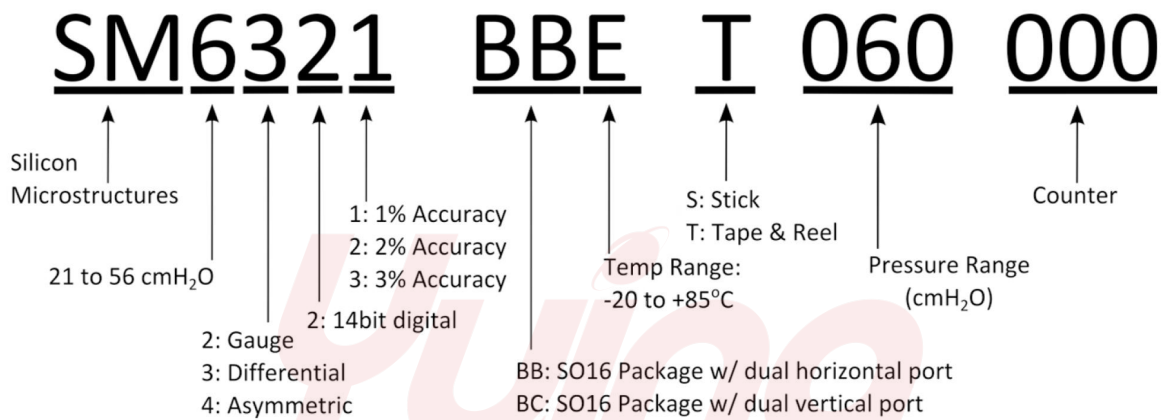 SM6321 BBE T 060 000
Silicon
Microstructures
21 to 56 cmH₂O
2: Gauge
3: Differential
4: Asymmetric
2: 14bit digital
1: 1% Accuracy
2: 2% Accuracy
3: 3% Accuracy
BB: SO16 Package w/ dual horizontal port
BC: SO16 Package w/ dual vertical port
Temp Range:
-20 to +85°C
S: Stick
T: Tape & Reel
Pressure Range
(cmH₂O)
Counter